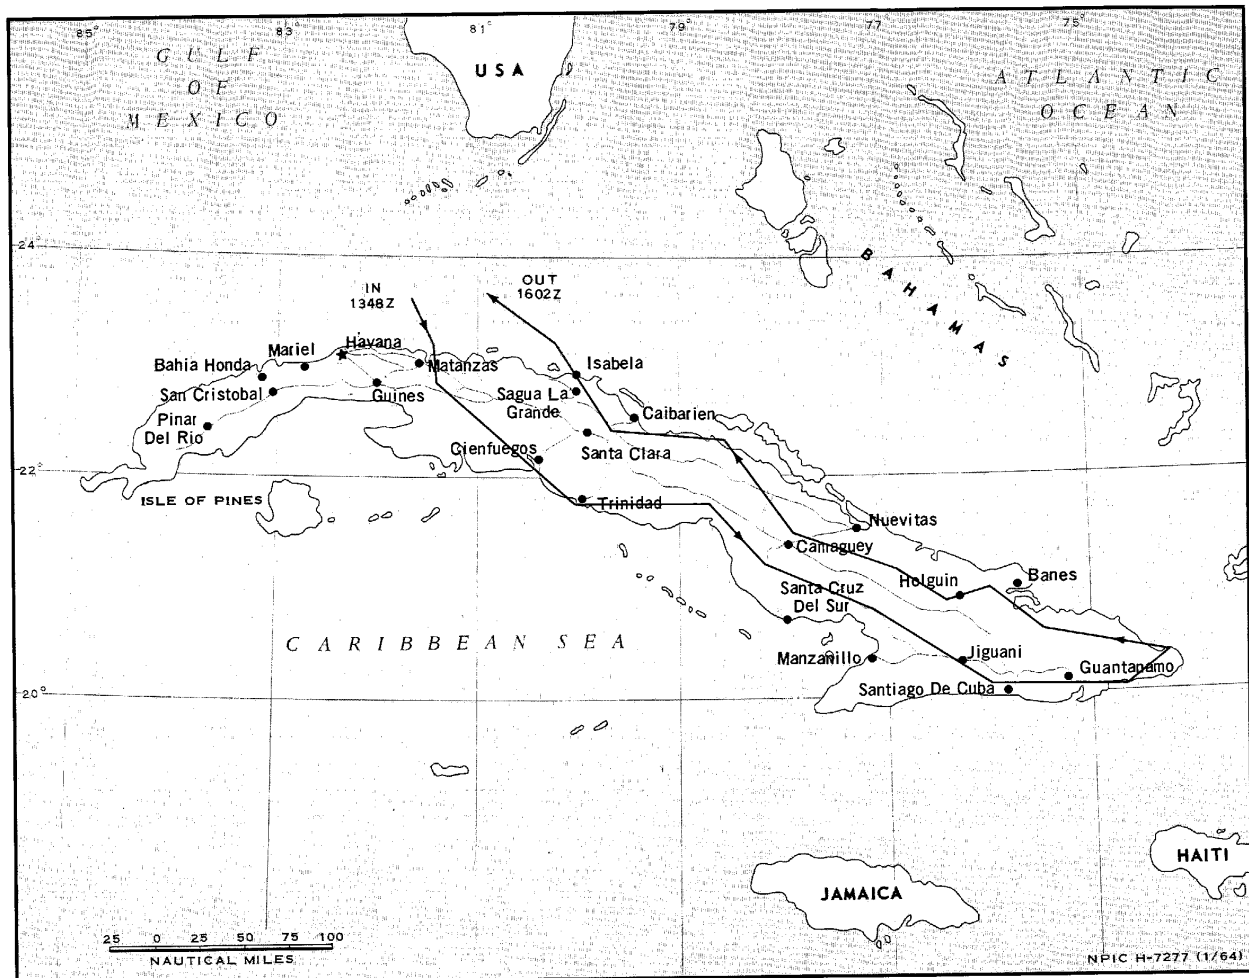 85°
83°
81°
79°
77°
75°
GULF
OF
MEXICO
USA
ATLANTIC
OCEAN
24°
BAHAMAS
IN
1348Z
OUT
1602Z
Havana
Mariel
Bahia Honda
Matanzas
Isabela
San Cristobal
Guines
Sagua La
Grande
Caibarien
Pinar
Del Rio
Cienfuegos
Santa Clara
22°
ISLE OF PINES
Trinidad
Nuevitas
Camaguey
Holguin
Banes
Santa Cruz
Del Sur
CARIBBEAN SEA
Manzanillo
Jiguani
Guantanamo
20°
Santiago De Cuba
HAITI
JAMAICA
25 0 25 50 75 100
NAUTICAL MILES
NPIC H-7277 (1/64)